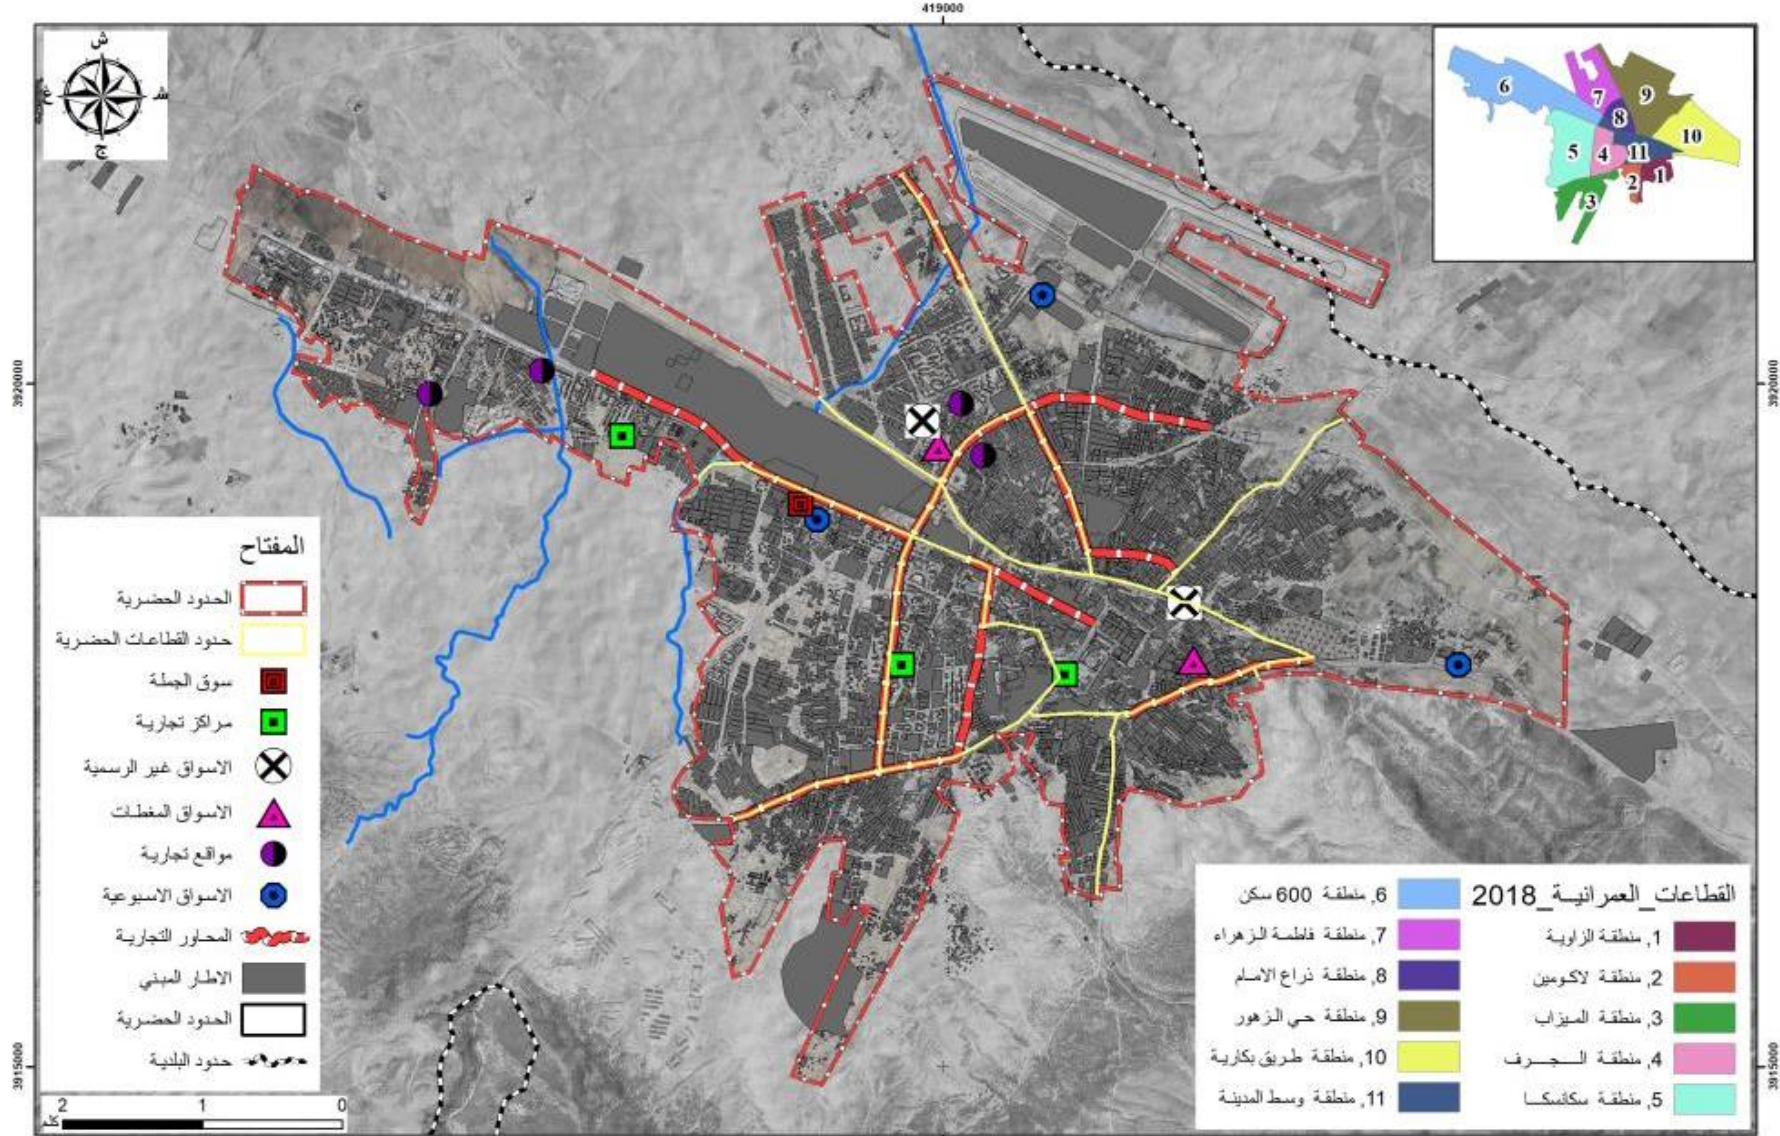 419000
ش
غ
ش
ج
3920000
3920000
3915000
3915000
6
7
9
8
10
5
4
11
1
2
3
المفتاح
الحدود الحضرية
حدود القطاعات الحضرية
سوق الجملة
مراكز تجارية
الاسواق غير الرسمية
الاسواق المغطات
مواقع تجارية
الاسواق الاسبوعية
المحاور التجارية
الاطار المبني
الحدود الحضرية
حدود البلدية
2 1 0
كلم
القطاعات_العمرانية_2018
1, منطقة الزاوية
2, منطقة لاكومين
3, منطقة الميزاب
4, منطقة الجرف
5, منطقة سكانسكا
6, منطقة 600 سكن
7, منطقة فاطمة الزهراء
8, منطقة ذراع الامام
9, منطقة حي الزهور
10, منطقة طريق بكارية
11, منطقة وسط المدينة